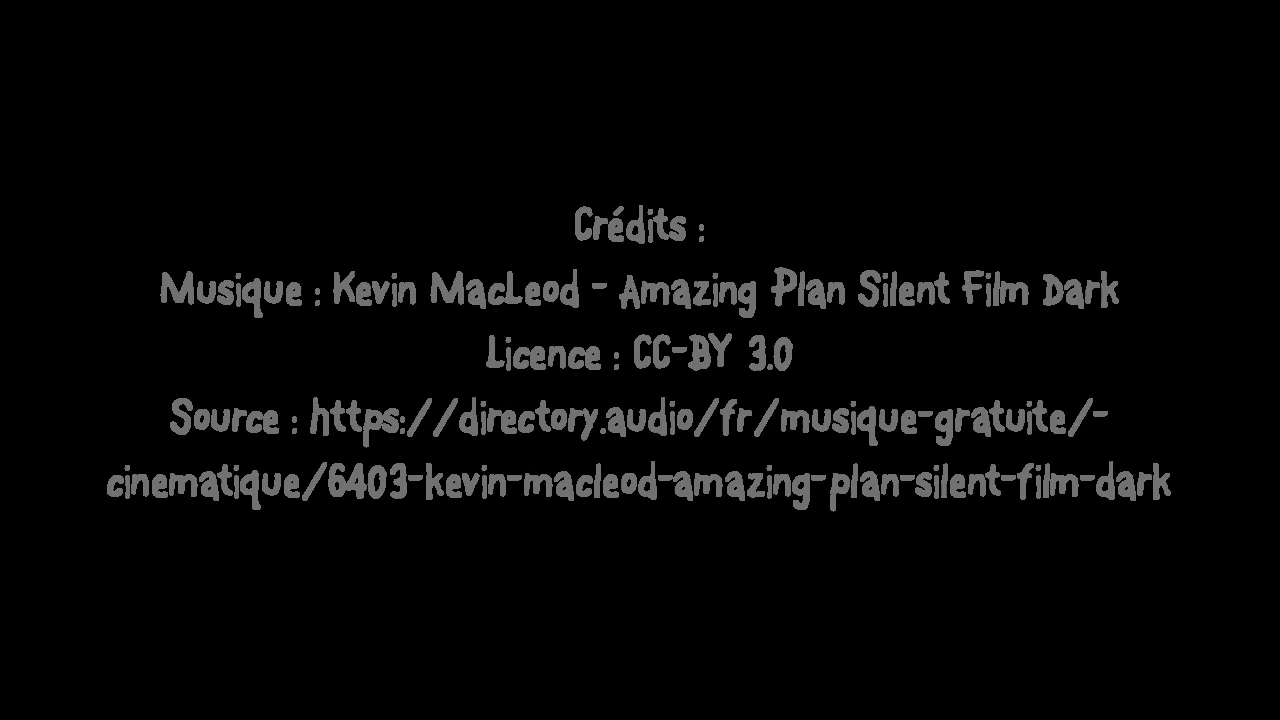 Crédits :
Musique : Kevin MacLeod - Amazing Plan Silent Film Dark
Licence : CC-BY 3.0
Source : https://directory.audio/fr/musique-gratuite/-
cinematique/6403-kevin-macleod-amazing-plan-silent-film-dark